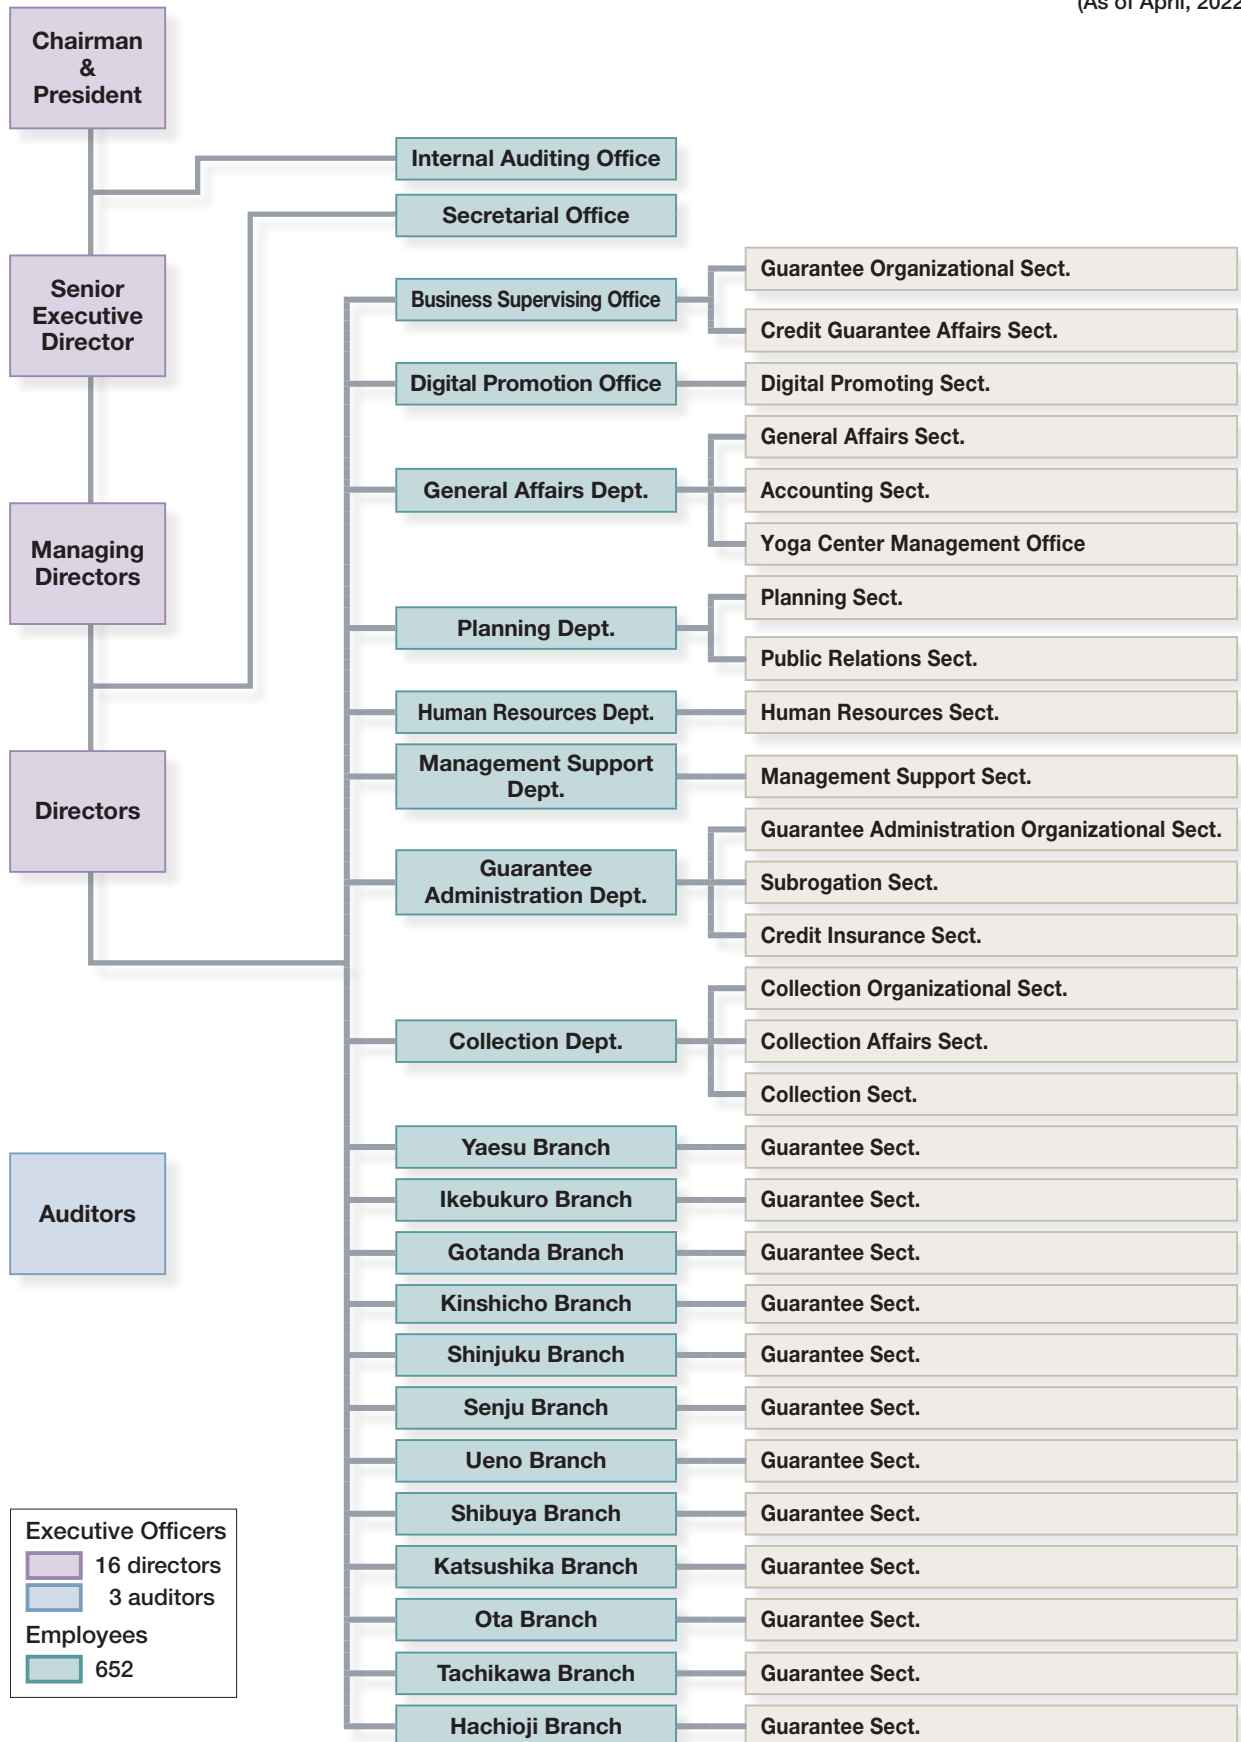 (As of April, 2022
Chairman
&
President
Internal Auditing Office
Secretarial Office
Senior
Executive
Director
Business Supervising Office
Guarantee Organizational Sect.
Credit Guarantee Affairs Sect.
Digital Promotion Office
Digital Promoting Sect.
General Affairs Dept.
General Affairs Sect.
Accounting Sect.
Yoga Center Management Office
Managing
Directors
Planning Dept.
Planning Sect.
Public Relations Sect.
Human Resources Dept.
Human Resources Sect.
Management Support
Dept.
Management Support Sect.
Directors
Guarantee
Administration Dept.
Guarantee Administration Organizational Sect.
Subrogation Sect.
Credit Insurance Sect.
Collection Dept.
Collection Organizational Sect.
Collection Affairs Sect.
Collection Sect.
Auditors
Yaesu Branch
Guarantee Sect.
Ikebukuro Branch
Guarantee Sect.
Gotanda Branch
Guarantee Sect.
Kinshicho Branch
Guarantee Sect.
Shinjuku Branch
Guarantee Sect.
Senju Branch
Guarantee Sect.
Ueno Branch
Guarantee Sect.
Shibuya Branch
Guarantee Sect.
Katsushika Branch
Guarantee Sect.
Ota Branch
Guarantee Sect.
Tachikawa Branch
Guarantee Sect.
Hachioji Branch
Guarantee Sect.
Executive Officers
16 directors
3 auditors
Employees
652